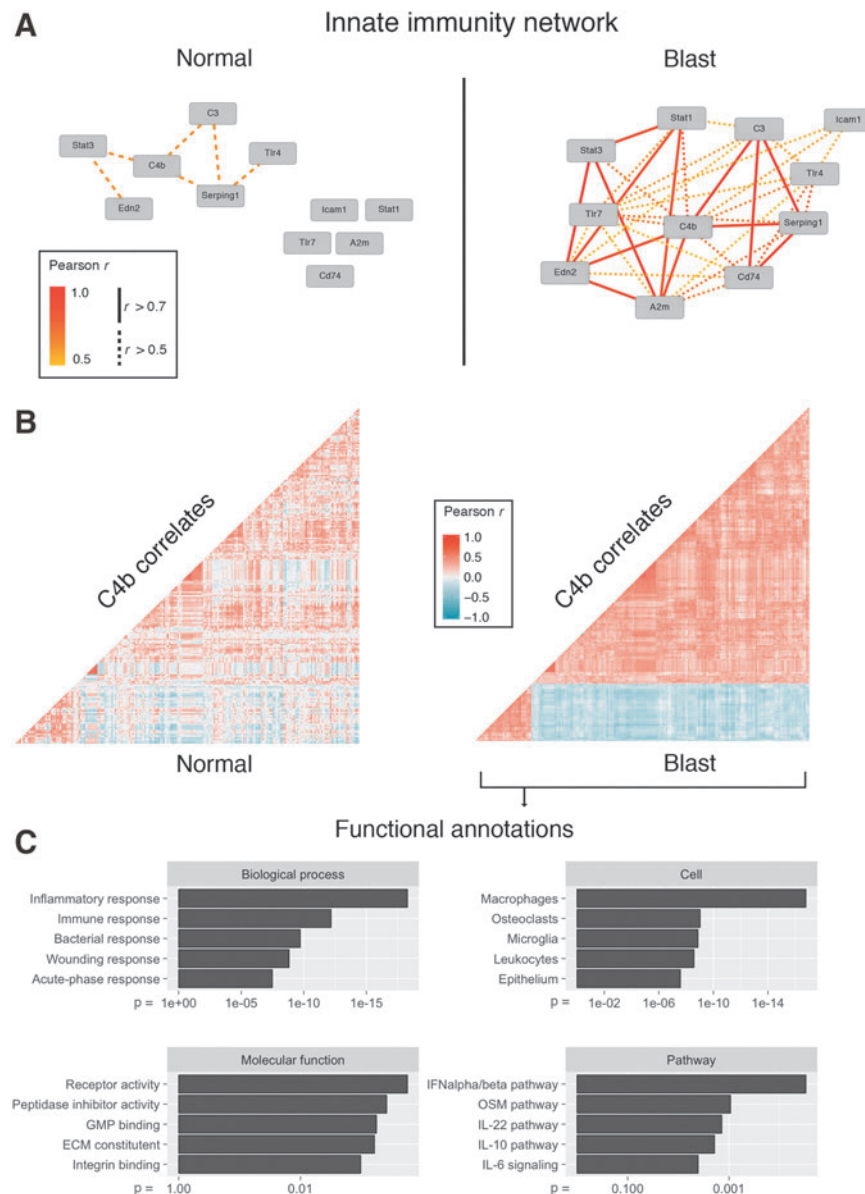 A
Innate immunity network
Normal
Blast
C3
Stat3
C4b
Tlr4
Edn2
Serping1
Icam1
Stat1
Tlr7
A2m
Cd74
Pearson r
1.0
r > 0.7
0.5
r > 0.5
Stat1
C3
Icam1
Stat3
Tlr4
Tlr7
C4b
Serping1
Edn2
Cd74
A2m
B
C4b correlates
Normal
Pearson r
1.0
0.5
0.0
−0.5
−1.0
C4b correlates
Blast
Functional annotations
C
Biological process
Inflammatory response
Immune response
Bacterial response
Wounding response
Acute-phase response
p = 1e+00 1e-05 1e-10 1e-15
Cell
Macrophages
Osteoclasts
Microglia
Leukocytes
Epithelium
p = 1e-02 1e-06 1e-10 1e-14
Molecular function
Receptor activity
Peptidase inhibitor activity
GMP binding
ECM constitutent
Integrin binding
p = 1.00 0.01
Pathway
IFNalpha/beta pathway
OSM pathway
IL-22 pathway
IL-10 pathway
IL-6 signaling
p = 0.100 0.001